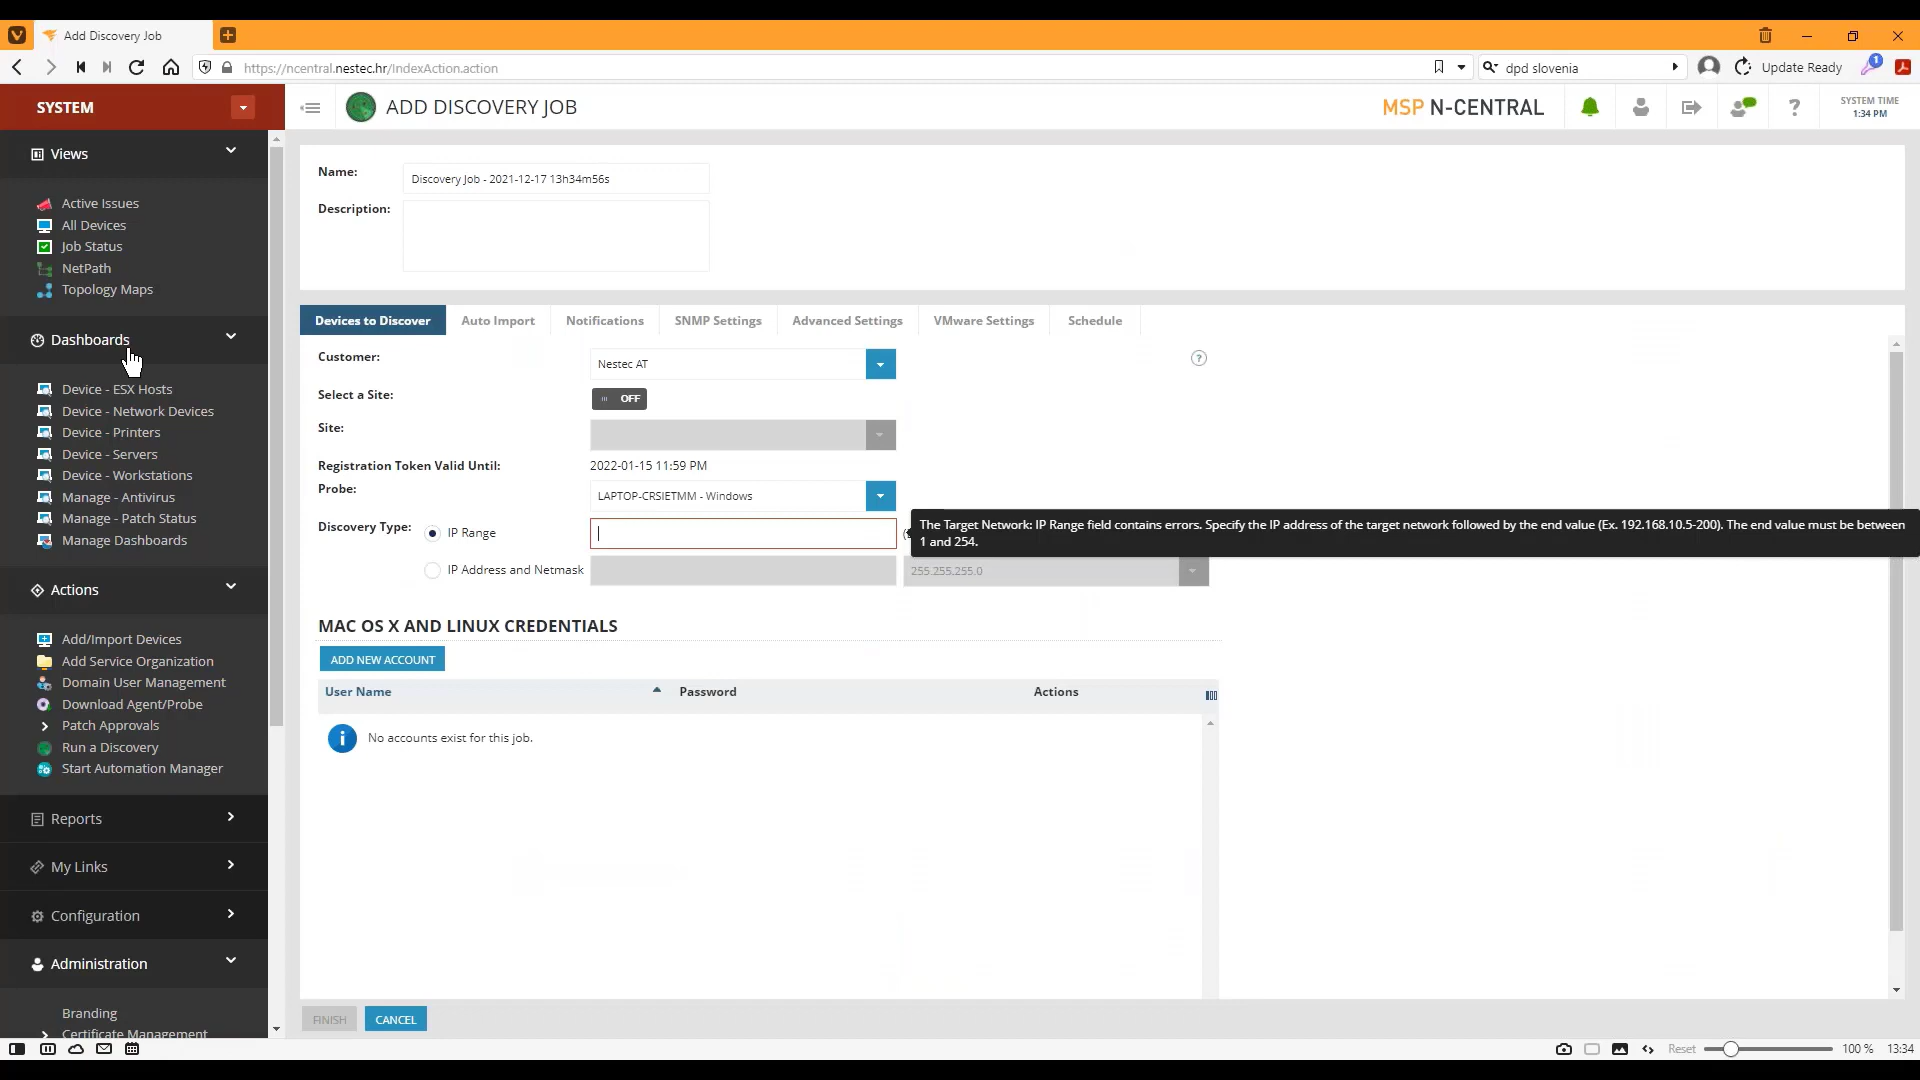 Add Discovery Job
https://ncentral.nestec.hr/IndexAction.action
dpd slovenia
Update Ready
1
SYSTEM
ADD DISCOVERY JOB
MSP N-CENTRAL
?
SYSTEM TIME
1:34 PM
Views
Active Issues
All Devices
Job Status
NetPath
Topology Maps
Dashboards
Device - ESX Hosts
Device - Network Devices
Device - Printers
Device - Servers
Device - Workstations
Manage - Antivirus
Manage - Patch Status
Manage Dashboards
Actions
Add/Import Devices
Add Service Organization
Domain User Management
Download Agent/Probe
Patch Approvals
Run a Discovery
Start Automation Manager
Reports
My Links
Configuration
Administration
Branding
Certificate Management
Name:
Discovery Job - 2021-12-17 13h34m56s
Description:
Devices to Discover
Auto Import
Notifications
SNMP Settings
Advanced Settings
VMware Settings
Schedule
Customer:
Nestec AT
?
Select a Site:
OFF
Site:
Registration Token Valid Until:
2022-01-15 11:59 PM
Probe:
LAPTOP-CRSIETMM - Windows
Discovery Type:
IP Range
The Target Network: IP Range field contains errors. Specify the IP address of the target network followed by the end value (Ex. 192.168.10.5-200). The end value must be between
1 and 254.
IP Address and Netmask
255.255.255.0
MAC OS X AND LINUX CREDENTIALS
ADD NEW ACCOUNT
User Name
Password
Actions
No accounts exist for this job.
FINISH
CANCEL
Reset
100 %
13:34